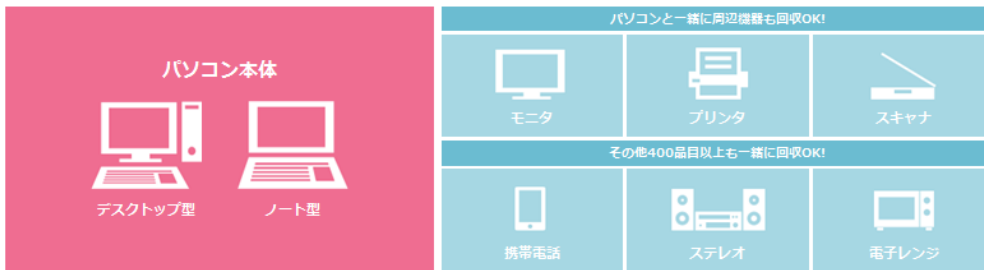 パソコン本体
デスクトップ型
ノート型
パソコンと一緒に周辺機器も回収OK!
モニタ
プリンタ
スキャナ
その他400品目以上も一緒に回収OK!
携帯電話
ステレオ
電子レンジ